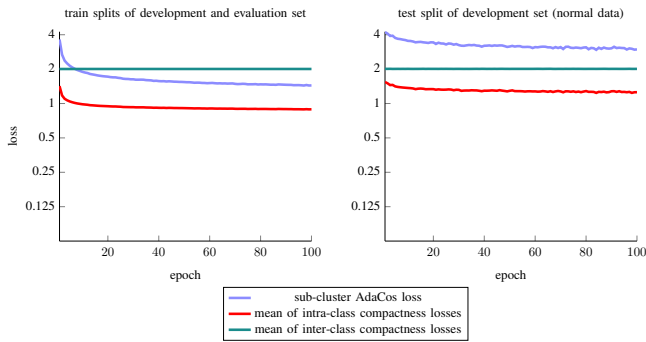 train splits of development and evaluation set
test split of development set (normal data)
4
2
1
0.5
0.25
0.125
loss
20
40
60
80
100
epoch
4
2
1
0.5
0.25
0.125
20
40
60
80
100
epoch
sub-cluster AdaCos loss
mean of intra-class compactness losses
mean of inter-class compactness losses